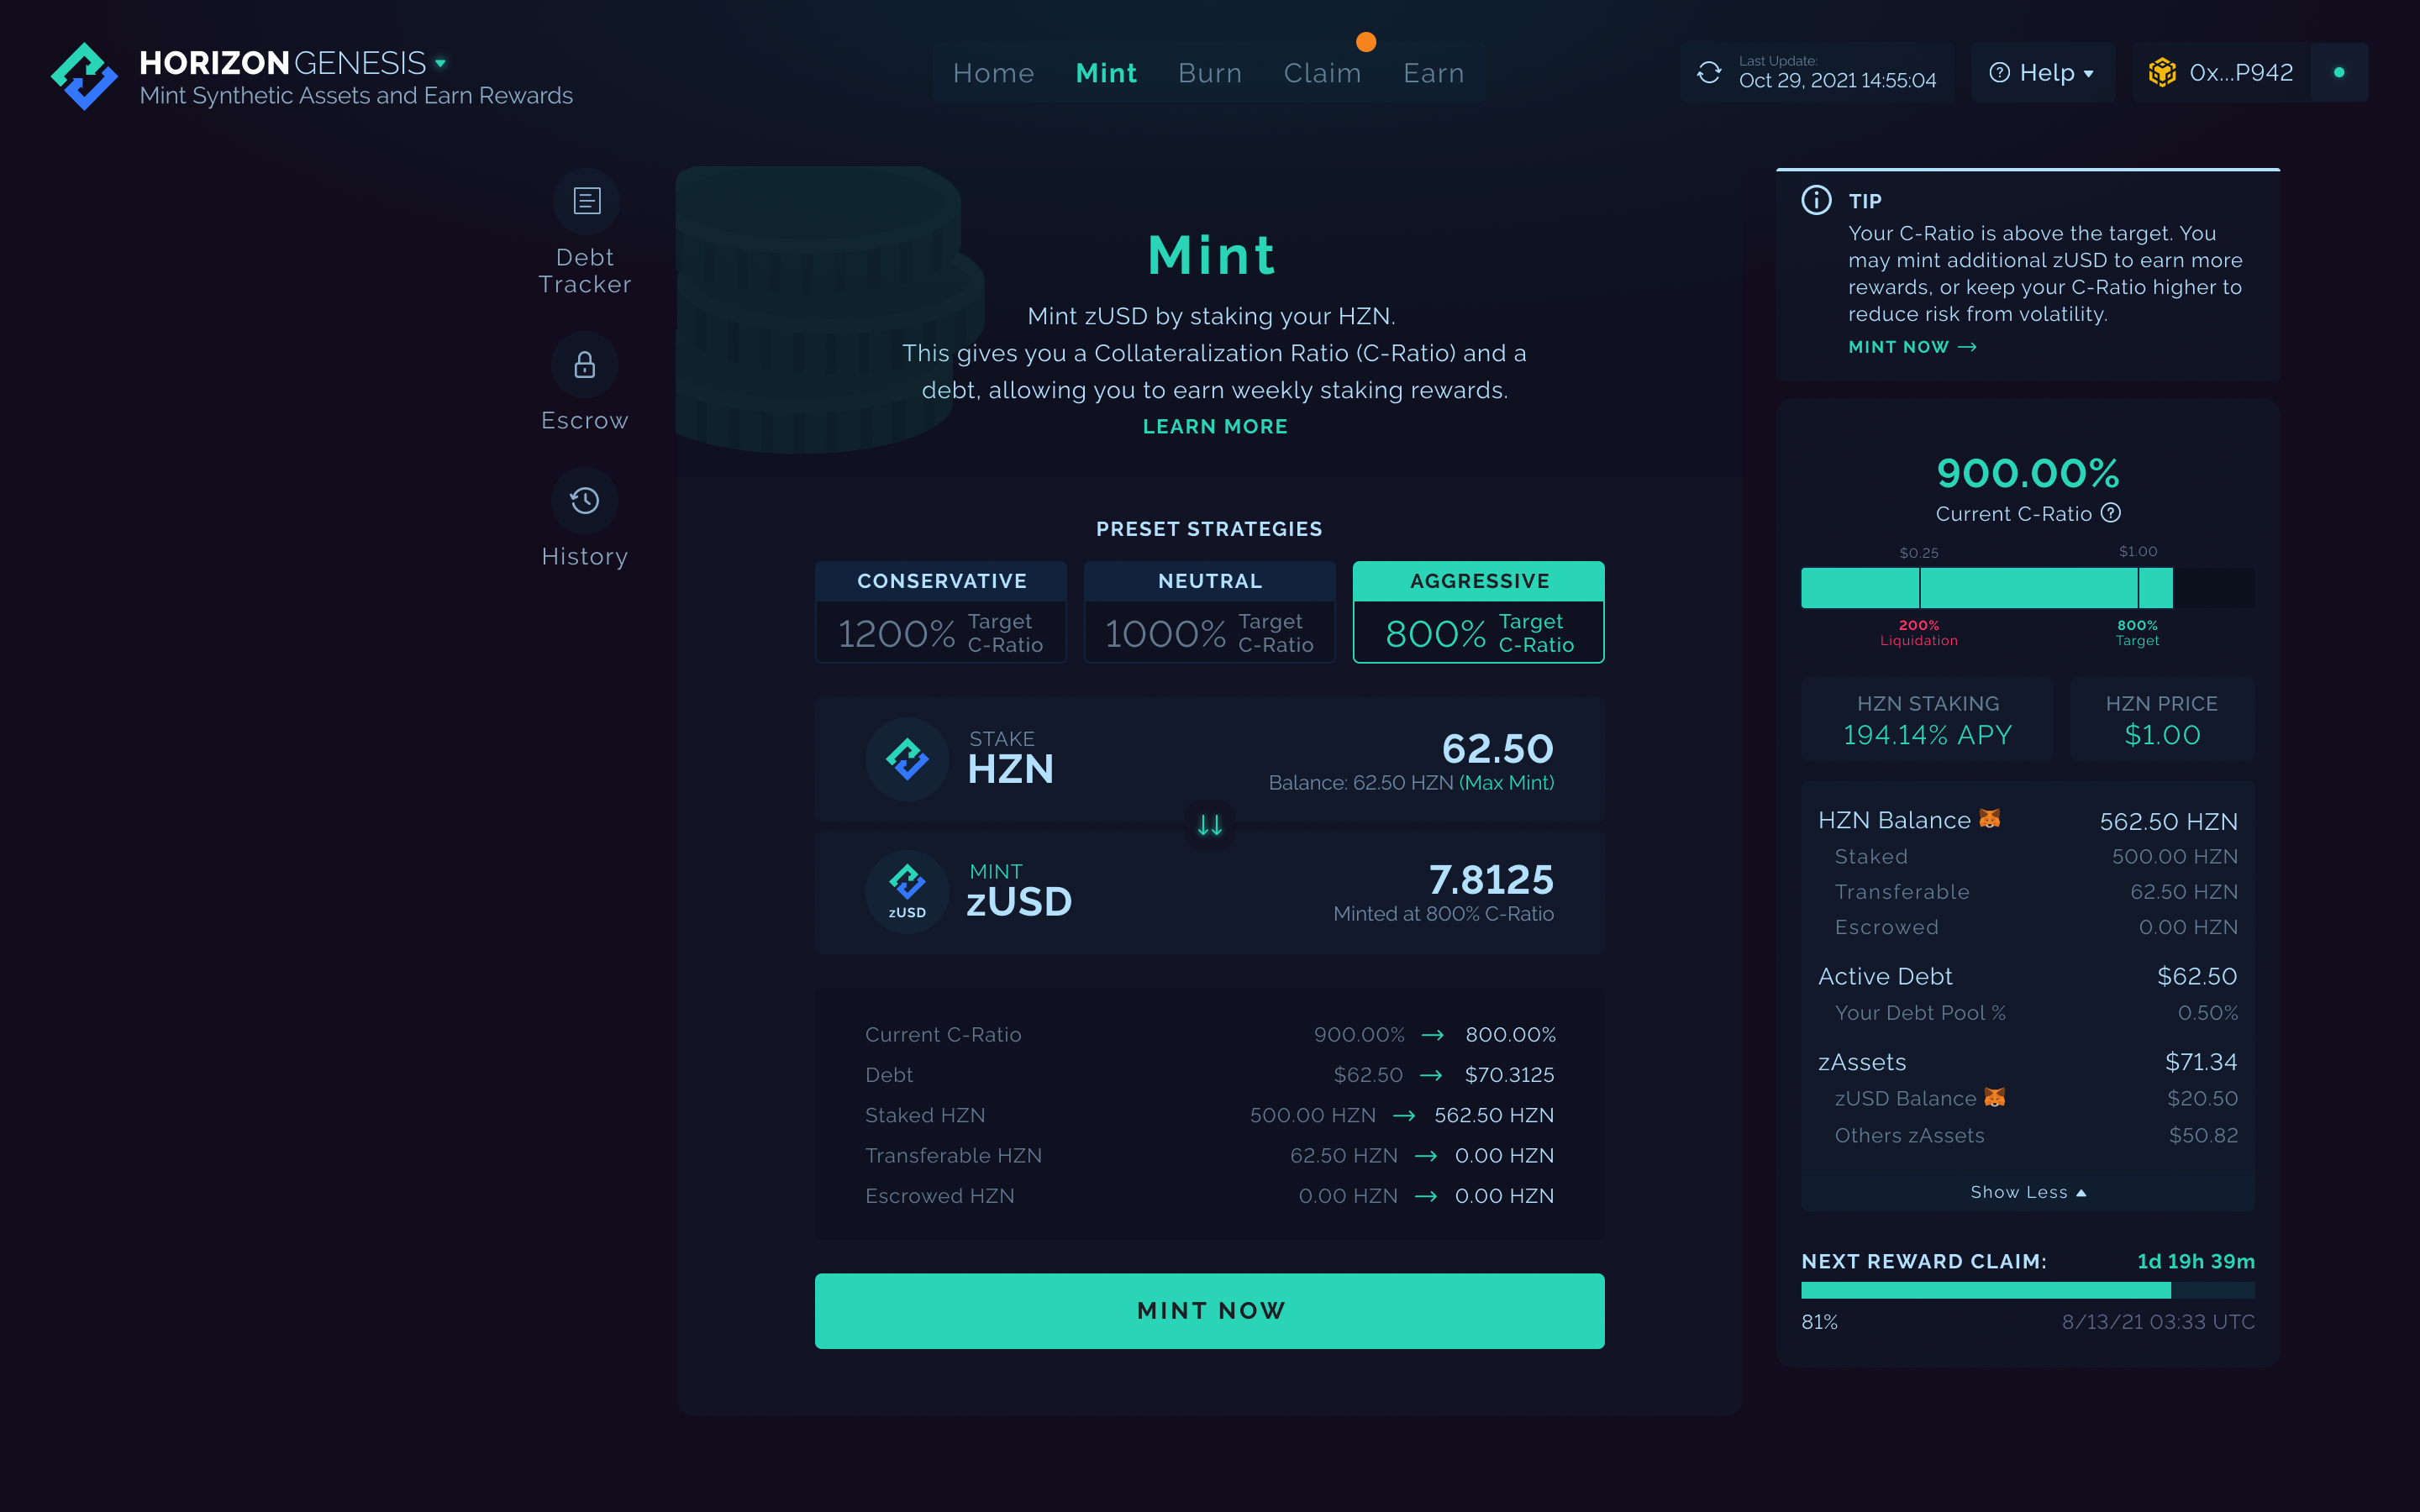 HORIZON GENESIS
Mint Synthetic Assets and Earn Rewards
Home Mint Burn Claim Earn
Last Update:
Oct 29, 2021 14:55:04
Help
0x...P942
Debt
Tracker
Escrow
History
Mint
Mint zUSD by staking your HZN.
This gives you a Collateralization Ratio (C-Ratio) and a
debt, allowing you to earn weekly staking rewards.
LEARN MORE
PRESET STRATEGIES
CONSERVATIVE
1200% Target
C-Ratio
NEUTRAL
1000% Target
C-Ratio
AGGRESSIVE
800% Target
C-Ratio
STAKE
HZN
62.50
Balance: 62.50 HZN (Max Mint)
zUSD
MINT
zUSD
7.8125
Minted at 800% C-Ratio
Current C-Ratio 900.00% → 800.00%
Debt $62.50 → $70.3125
Staked HZN 500.00 HZN → 562.50 HZN
Transferable HZN 62.50 HZN → 0.00 HZN
Escrowed HZN 0.00 HZN → 0.00 HZN
MINT NOW
TIP
Your C-Ratio is above the target. You
may mint additional zUSD to earn more
rewards, or keep your C-Ratio higher to
reduce risk from volatility.
MINT NOW →
900.00%
Current C-Ratio
$0.25 $1.00
200% 800%
Liquidation Target
HZN STAKING
194.14% APY
HZN PRICE
$1.00
HZN Balance 562.50 HZN
Staked 500.00 HZN
Transferable 62.50 HZN
Escrowed 0.00 HZN
Active Debt $62.50
Your Debt Pool % 0.50%
zAssets $71.34
zUSD Balance $20.50
Others zAssets $50.82
Show Less
NEXT REWARD CLAIM: 1d 19h 39m
81% 8/13/21 03:33 UTC